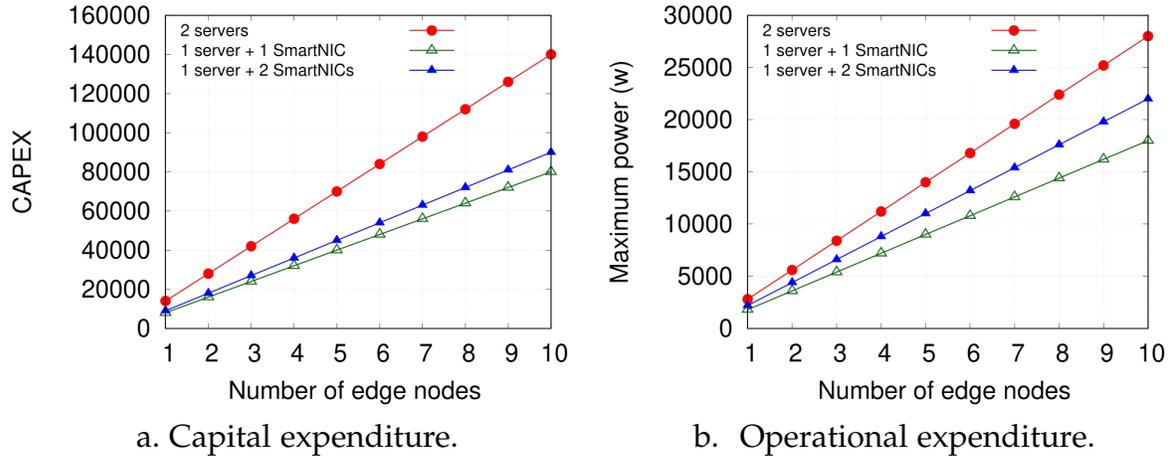 160000
140000
120000
100000
80000
60000
40000
20000
0
CAPEX
2 servers
1 server + 1 SmartNIC
1 server + 2 SmartNICs
1 2 3 4 5 6 7 8 9 10
Number of edge nodes
a. Capital expenditure.
30000
25000
20000
15000
10000
5000
0
Maximum power (w)
2 servers
1 server + 1 SmartNIC
1 server + 2 SmartNICs
1 2 3 4 5 6 7 8 9 10
Number of edge nodes
b. Operational expenditure.